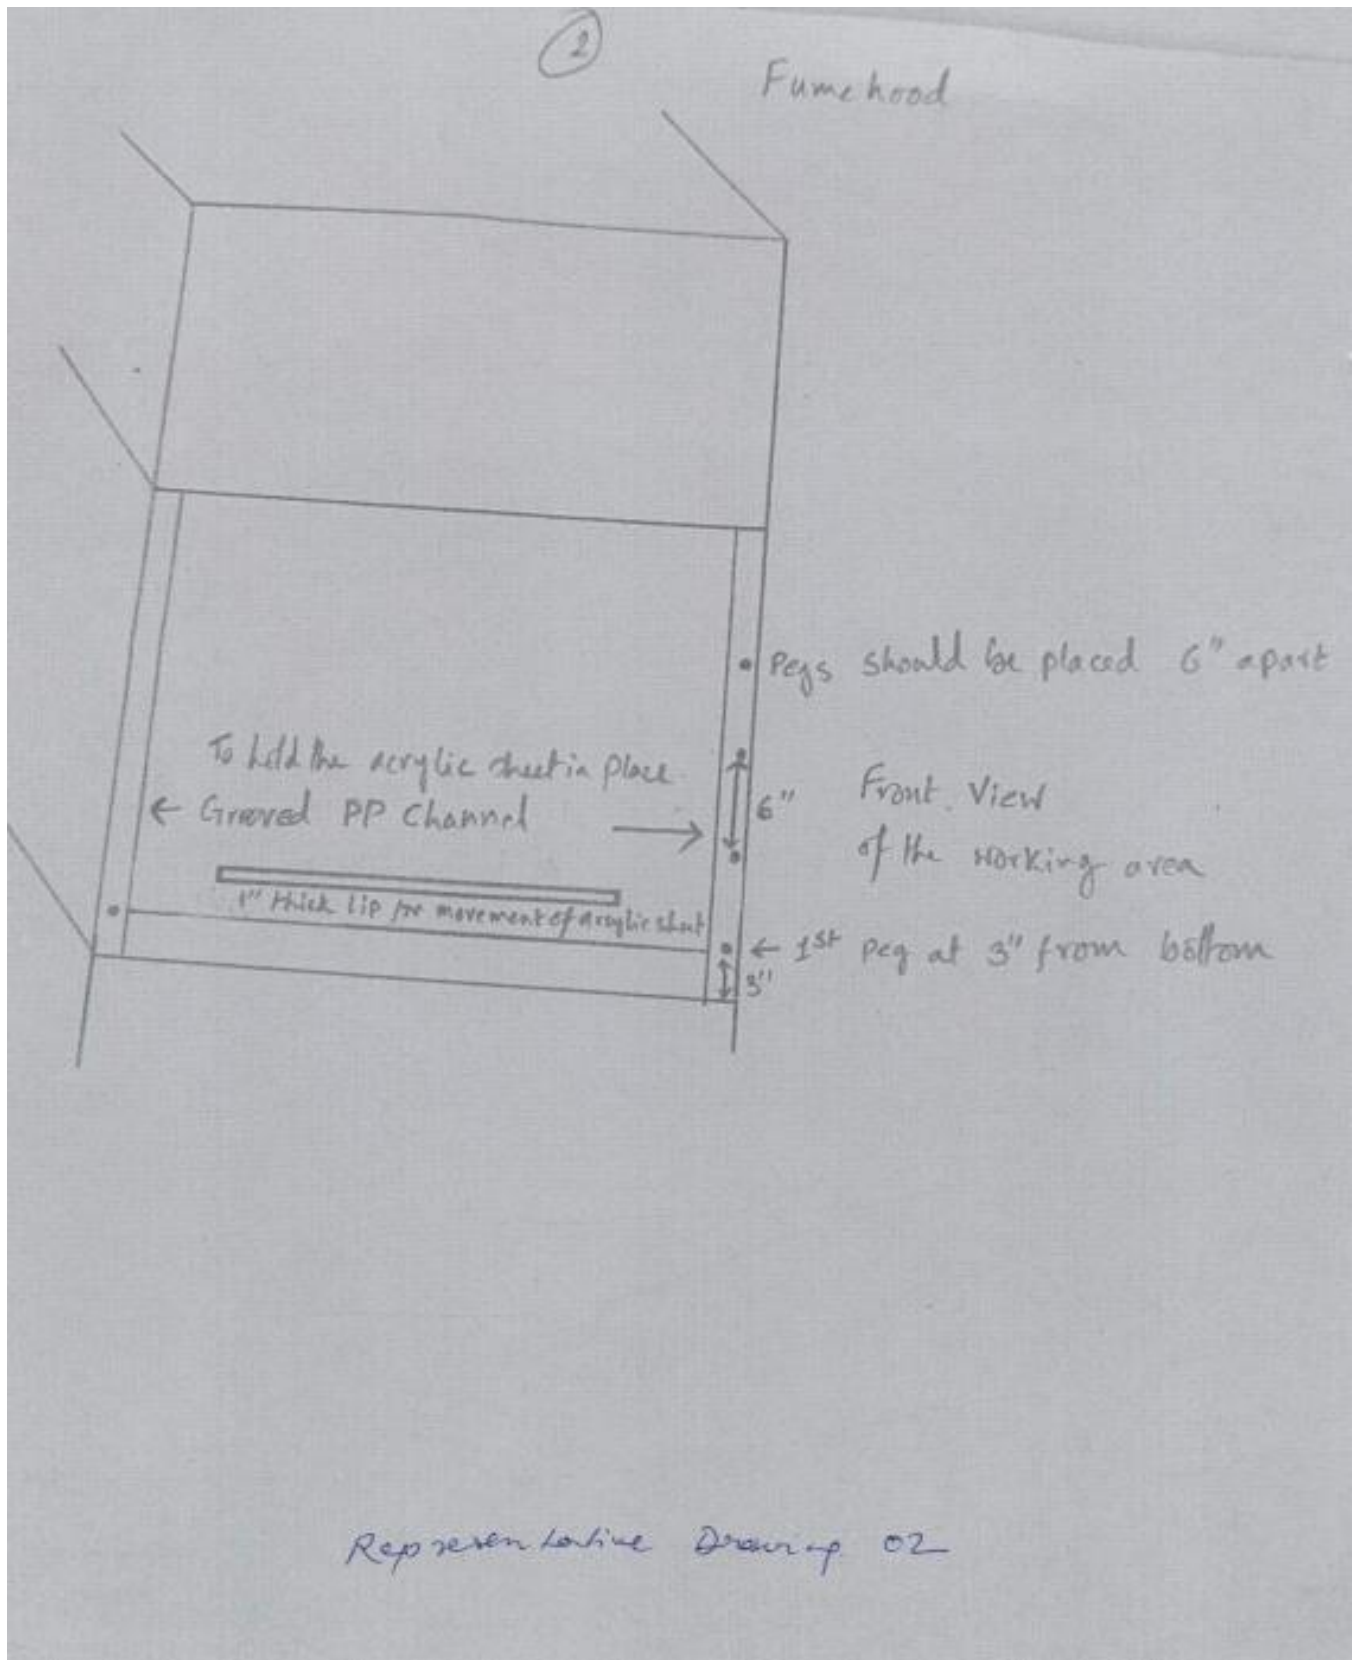 2
Fumehood
Pegs should be placed 6" apart
To hold the acrylic sheet in place
← Grooved PP Channel →
6"
Front View
of the working area
1" thick lip for movement of acrylic sheet
← 1st peg at 3" from bottom
3"
Representative Drawing 02